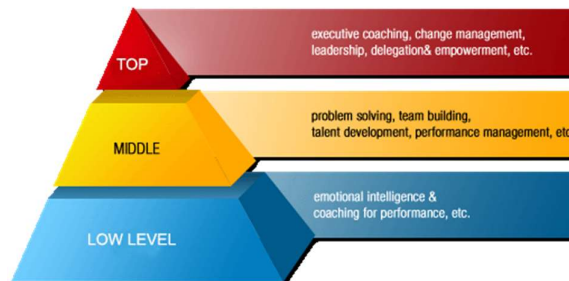 TOP
executive coaching, change management,
leadership, delegation& empowerment, etc.
MIDDLE
problem solving, team building,
talent development, performance management, etc
LOW LEVEL
emotional intelligence &
coaching for performance, etc.